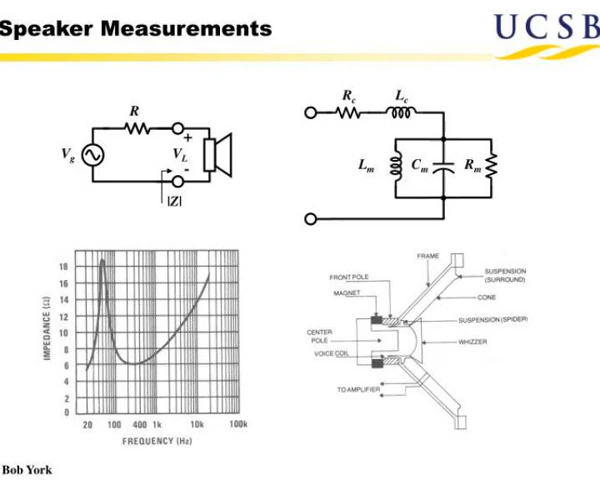 Speaker Measurements
UCSB
R
Vg
+
VL
-
|Z|
Rc
Lc
Lm
Cm
Rm
18
16
14
12
10
8
6
4
2
0
IMPEDANCE (Ω)
20 100 400 1k 10k 100k
FREQUENCY (Hz)
FRAME
FRONT POLE
MAGNET
SUSPENSION
(SURROUND)
CONE
SUSPENSION (SPIDER)
CENTER
POLE
WHIZZER
VOICE COIL
TO AMPLIFIER
Bob York